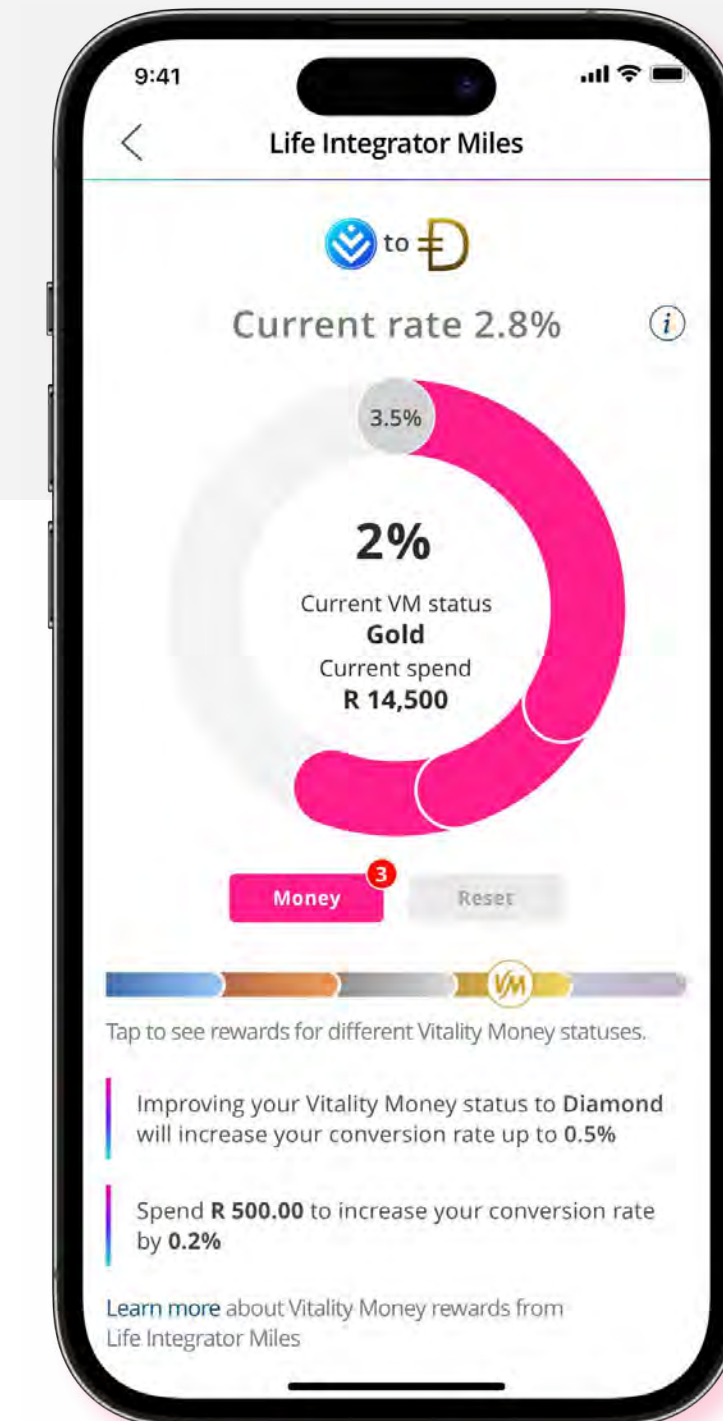 9:41
Life Integrator Miles
to
Current rate 2.8%
i
3.5%
2%
Current VM status
Gold
Current spend
R 14,500
3
Money
Reset
VM
Tap to see rewards for different Vitality Money statuses.
Improving your Vitality Money status to Diamond
will increase your conversion rate up to 0.5%
Spend R 500.00 to increase your conversion rate
by 0.2%
Learn more about Vitality Money rewards from
Life Integrator Miles